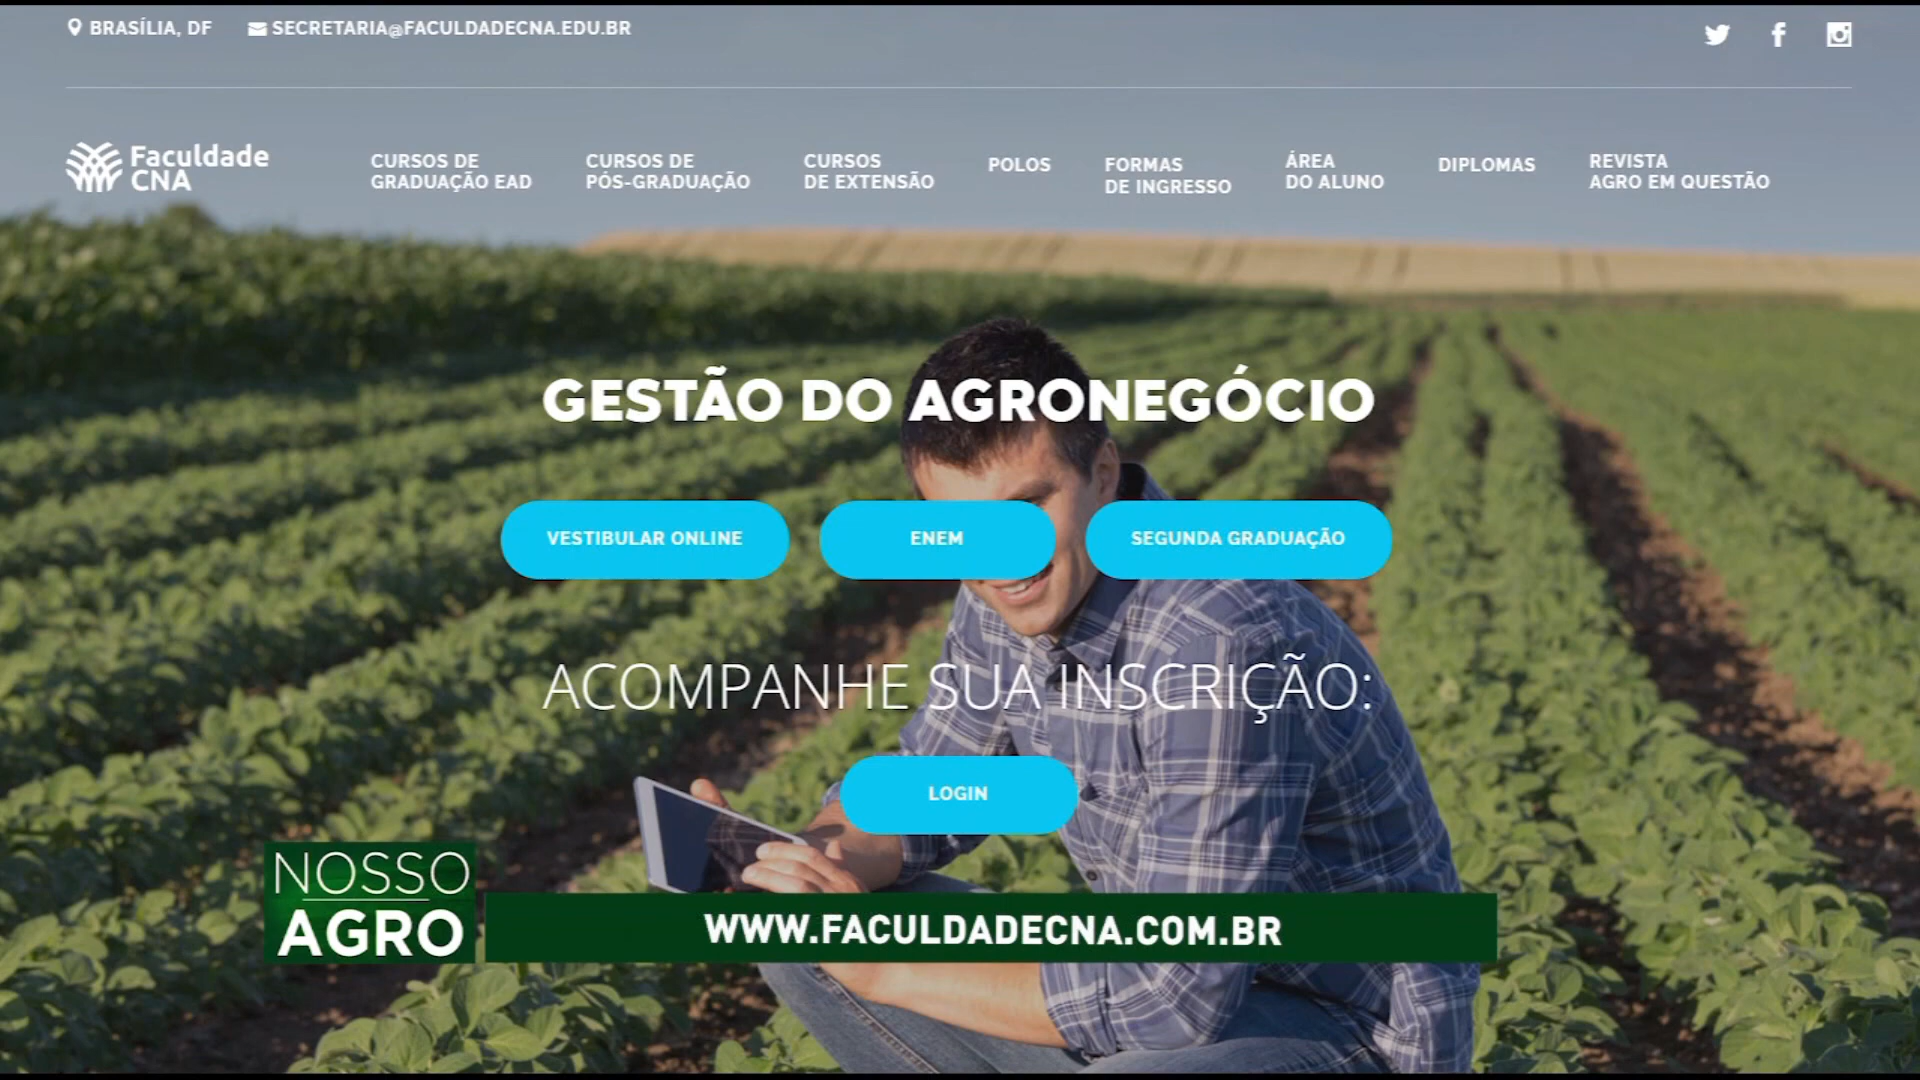 BRASÍLIA, DF
SECRETARIA@FACULDADECNA.EDU.BR
Faculdade
CNA
CURSOS DE
GRADUAÇÃO EAD
CURSOS DE
PÓS-GRADUAÇÃO
CURSOS
DE EXTENSÃO
POLOS
FORMAS
DE INGRESSO
ÁREA
DO ALUNO
DIPLOMAS
REVISTA
AGRO EM QUESTÃO
GESTÃO DO AGRONEGÓCIO
VESTIBULAR ONLINE
ENEM
SEGUNDA GRADUAÇÃO
ACOMPANHE SUA INSCRIÇÃO:
LOGIN
NOSSO
AGRO
WWW.FACULDADECNA.COM.BR